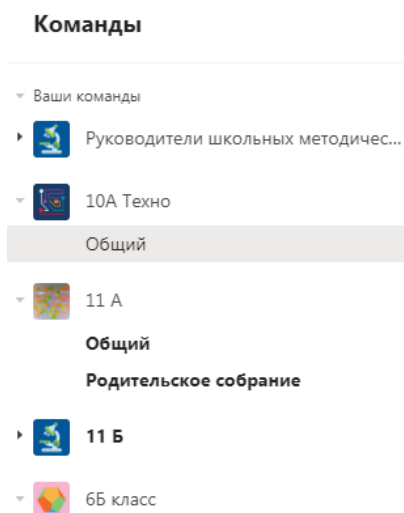 Команды
Ваши команды
Руководители школьных методичес...
10А Техно
Общий
11 А
Общий
Родительское собрание
11 Б
6Б класс